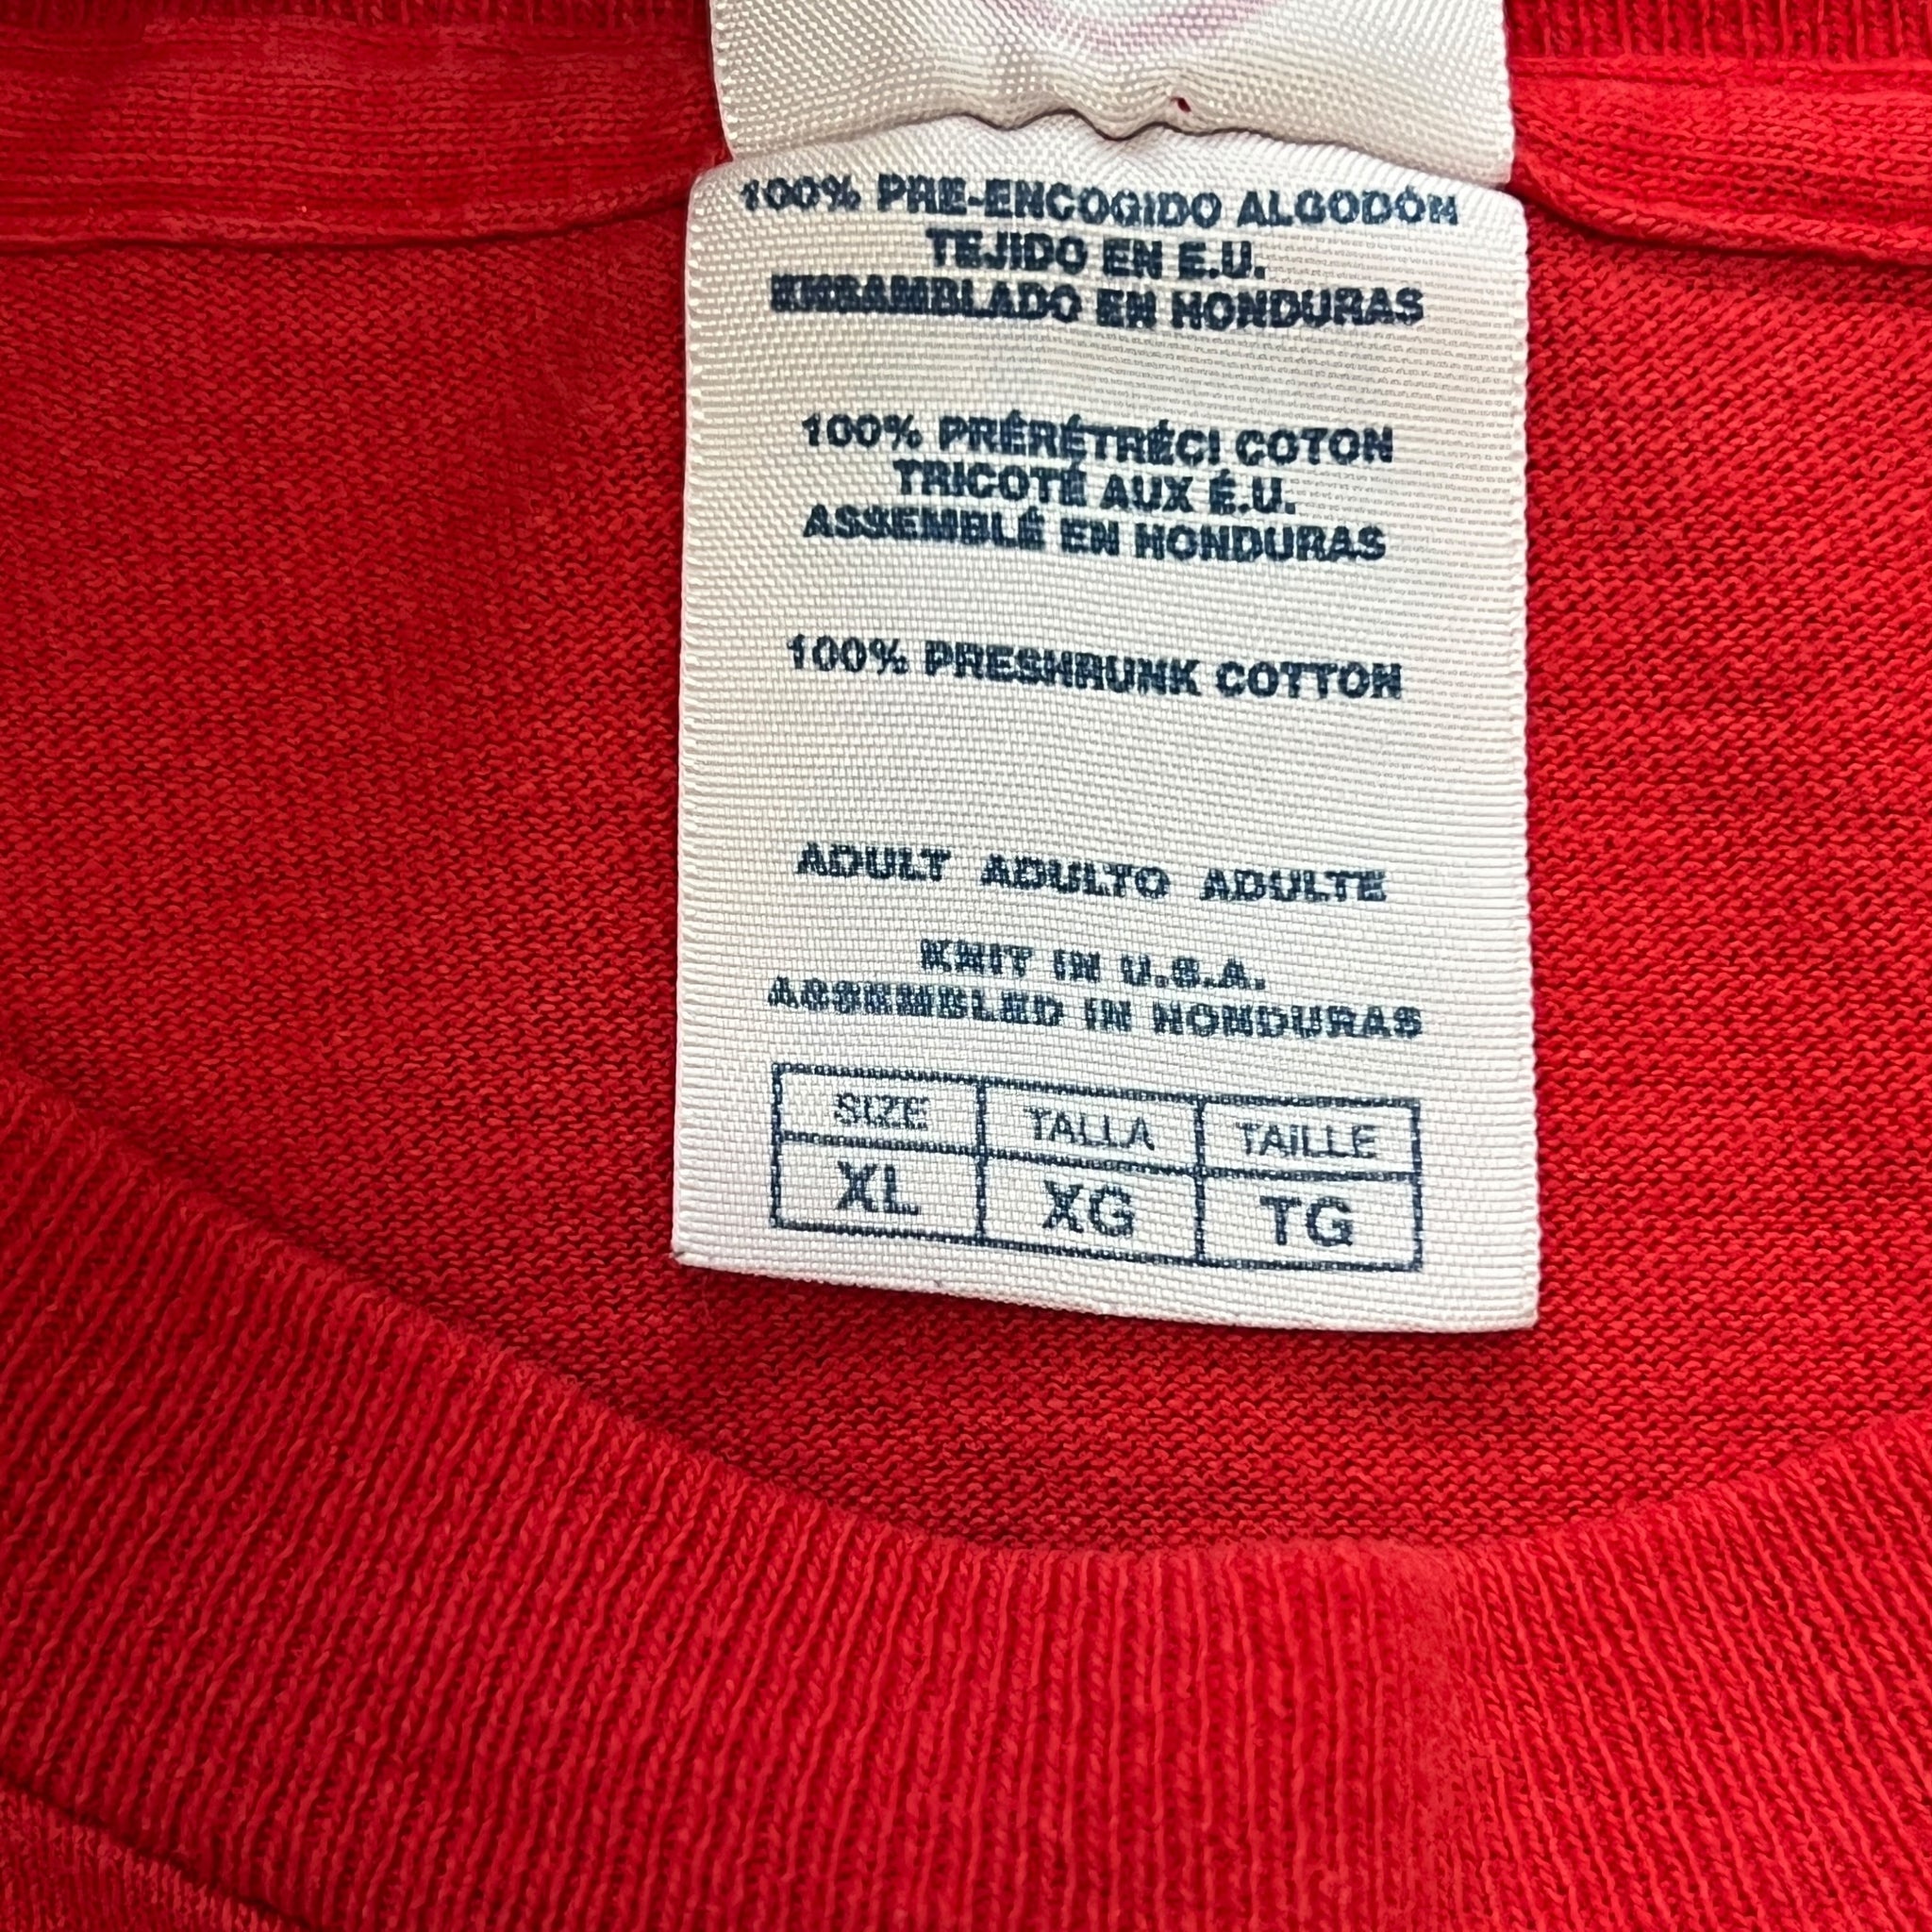 100% PRE-ENCOGIDO ALGODÓN
TEJIDO EN E.U.
ENSAMBLADO EN HONDURAS
100% PRÉRÉTRÉCI COTON
TRICOTÉ AUX É.U.
ASSEMBLÉ EN HONDURAS
100% PRESHRUNK COTTON
ADULT ADULTO ADULTE
KNIT IN U.S.A.
ASSEMBLED IN HONDURAS
SIZE TALLA TAILLE
XL XG TG